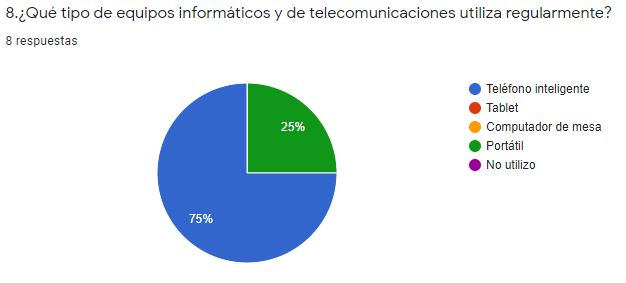 8.¿Qué tipo de equipos informáticos y de telecomunicaciones utiliza regularmente?
8 respuestas
25%
75%
Teléfono inteligente
Tablet
Computador de mesa
Portátil
No utilizo